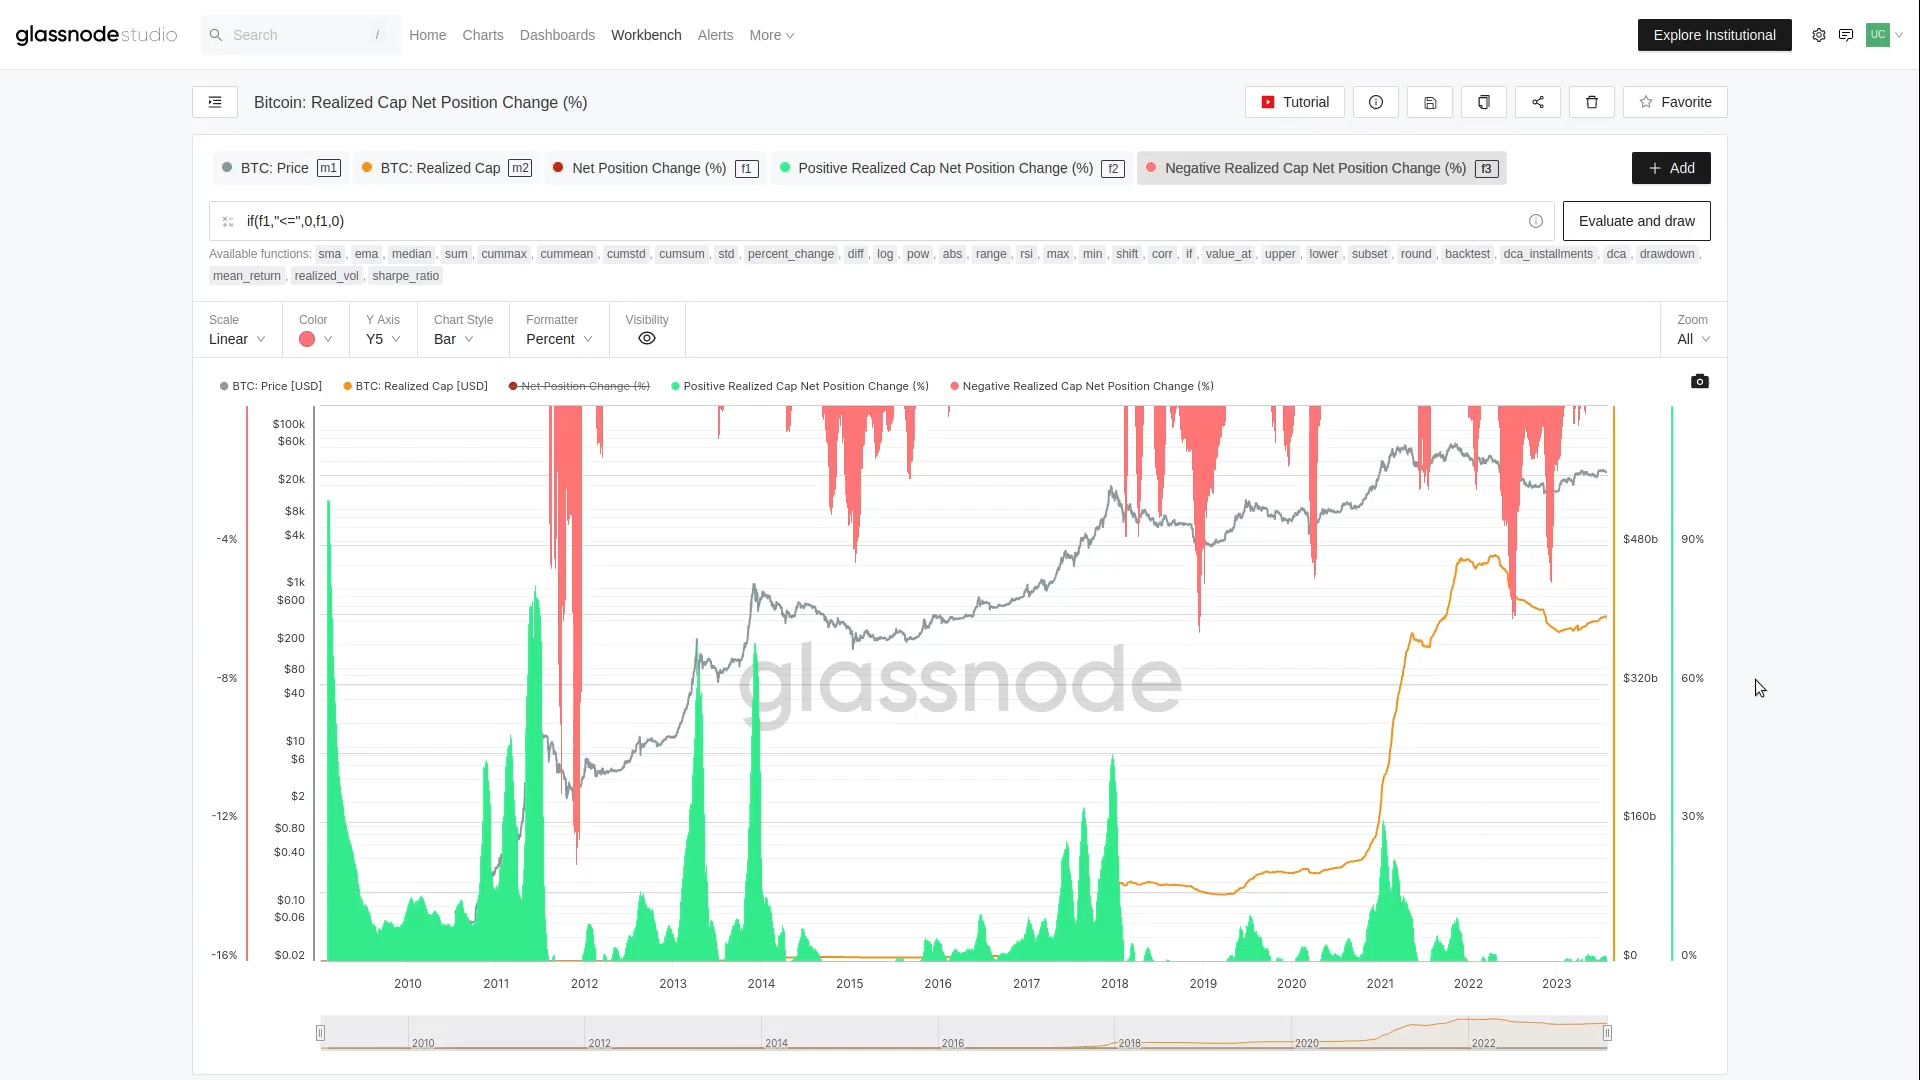 glassnodestudio Search / Home Charts Dashboards Workbench Alerts More Explore Institutional UC
Bitcoin: Realized Cap Net Position Change (%) Tutorial Favorite
BTC: Price m1 BTC: Realized Cap m2 Net Position Change (%) f1 Positive Realized Cap Net Position Change (%) f2 Negative Realized Cap Net Position Change (%) f3 + Add
if(f1,"<=",0,f1,0) Evaluate and draw
Available functions: sma , ema , median , sum , cummax , cummean , cumstd , cumsum , std , percent_change , diff , log , pow , abs , range , rsi , max , min , shift , corr , if , value_at , upper , lower , subset , round , backtest , dca_installments , dca , drawdown ,
mean_return , realized_vol , sharpe_ratio
Scale Color Y Axis Chart Style Formatter Visibility Zoom
Linear Y5 Bar Percent All
BTC: Price [USD] BTC: Realized Cap [USD] Net Position Change (%) Positive Realized Cap Net Position Change (%) Negative Realized Cap Net Position Change (%)
$100k
$60k
$20k
$8k
$4k
-4% $480b 90%
$1k
$600
$200
$80
-8% $320b 60%
$40
glassnode
$10
$6
$2
-12% $160b 30%
$0.80
$0.40
$0.10
$0.06
-16% $0.02 $0 0%
2010 2011 2012 2013 2014 2015 2016 2017 2018 2019 2020 2021 2022 2023
2010 2012 2014 2016 2018 2020 2022